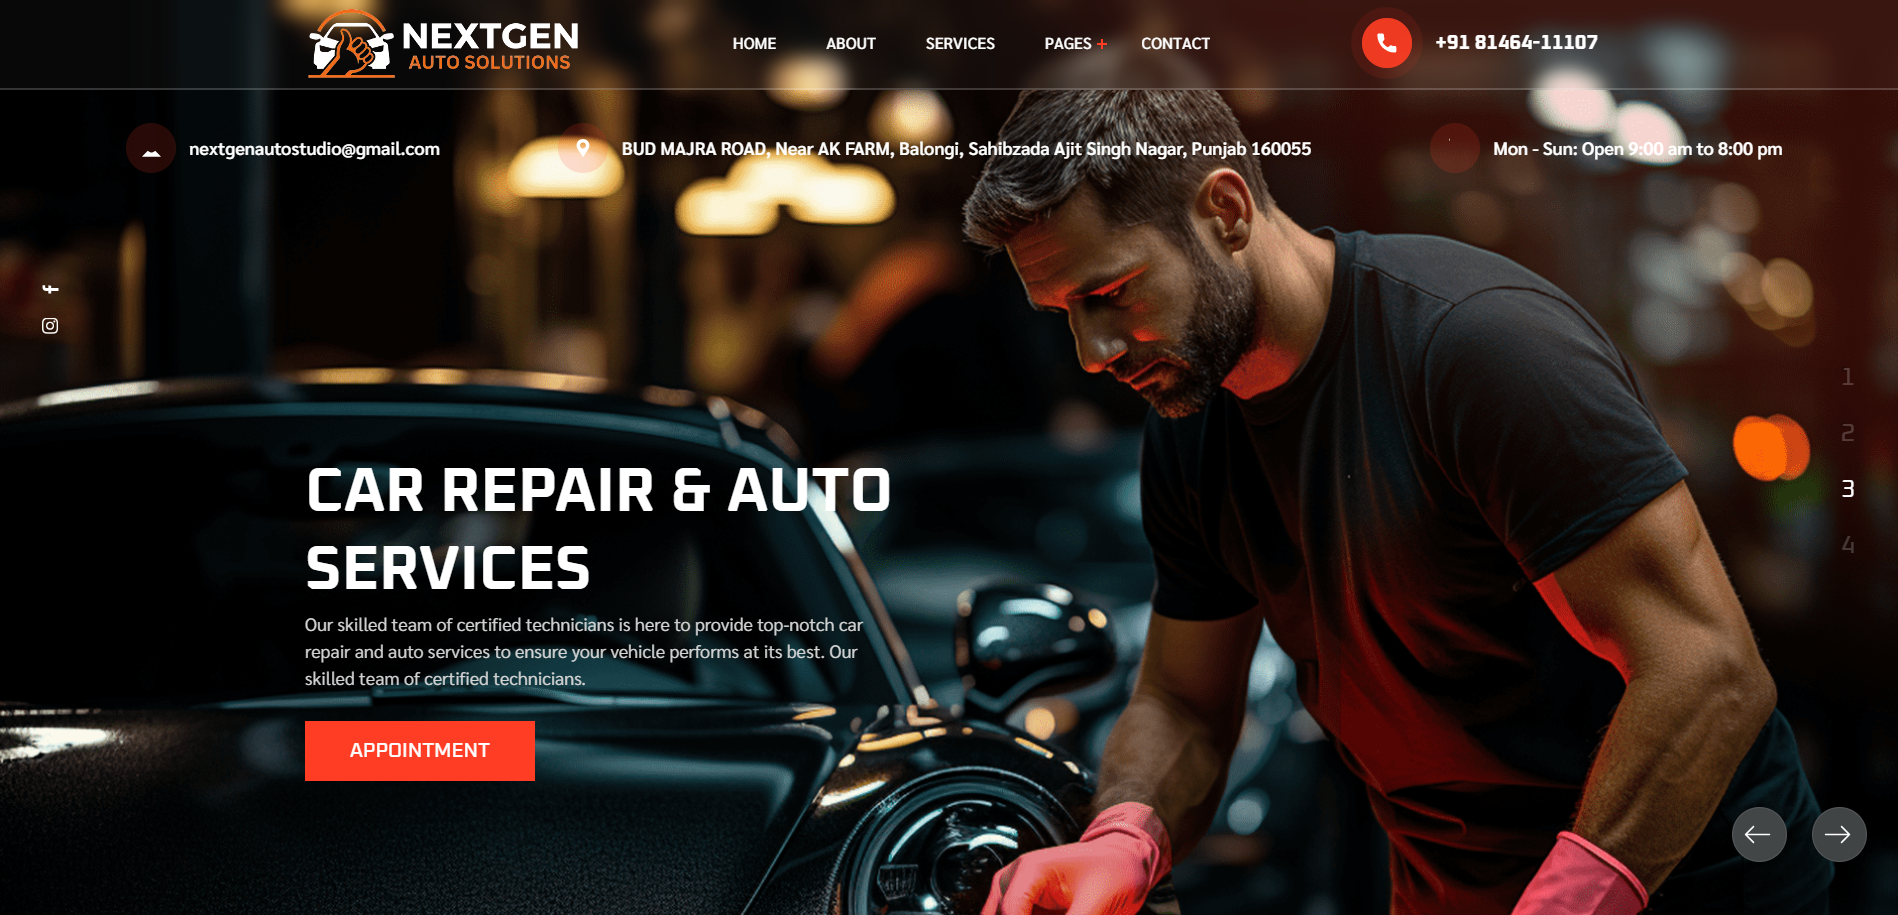 NEXTGEN
AUTO SOLUTIONS
HOME ABOUT SERVICES PAGES + CONTACT
+91 81464-11107
nextgenautostudio@gmail.com
BUD MAJRA ROAD, Near AK FARM, Balongi, Sahibzada Ajit Singh Nagar, Punjab 160055
Mon - Sun: Open 9:00 am to 8:00 pm
1
2
3
4
CAR REPAIR & AUTO
SERVICES
Our skilled team of certified technicians is here to provide top-notch car
repair and auto services to ensure your vehicle performs at its best. Our
skilled team of certified technicians.
APPOINTMENT